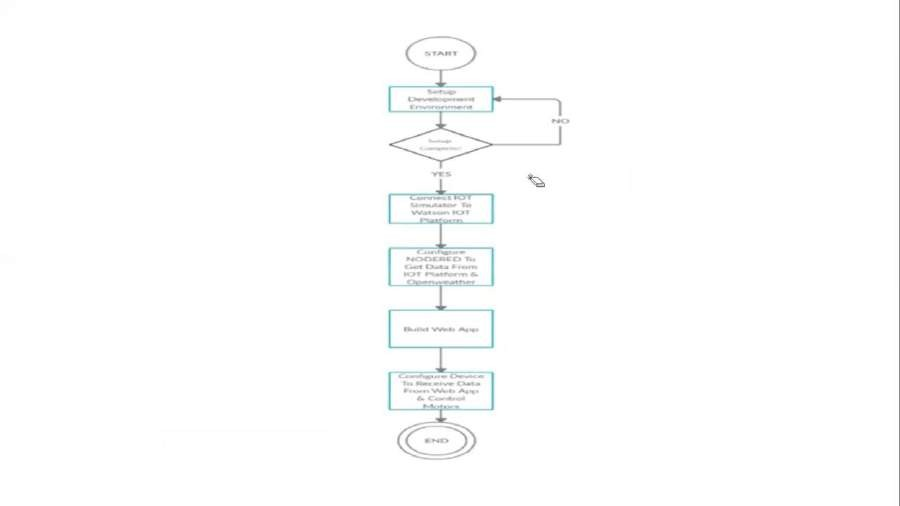 START
Setup
Development
Environment
NO
Setup
Complete?
YES
Connect IOT
Simulator To
Watson IOT
Platform
Configure
NODERED To
Get Data From
IOT Platform &
Openweather
Build Web App
Configure Device
To Receive Data
From Web App
& Control
Motors
END